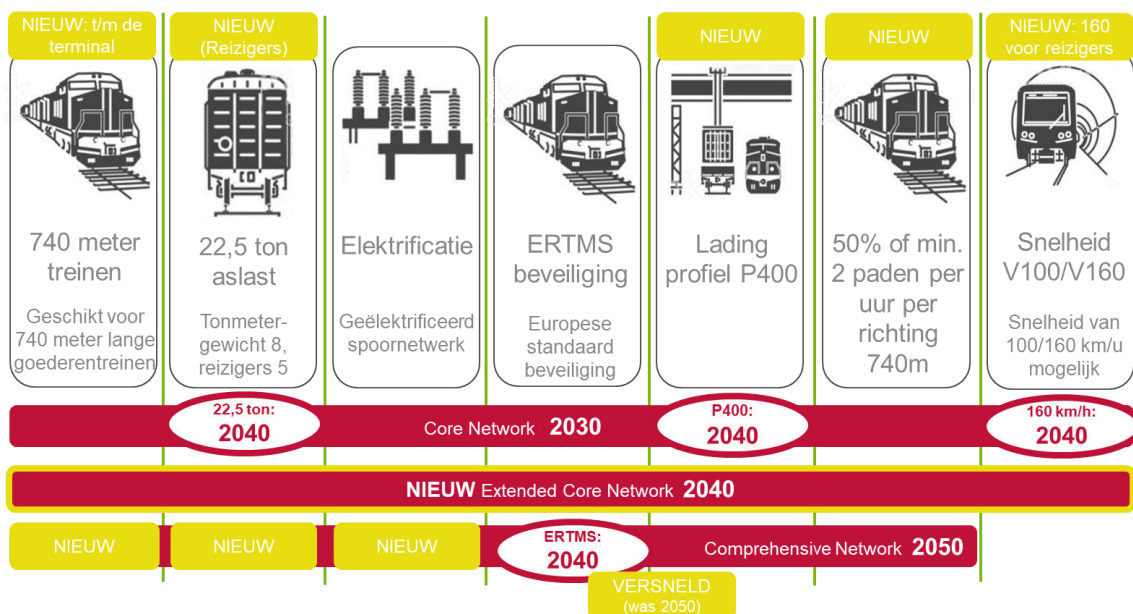 NIEUW: t/m de
terminal
NIEUW
(Reizigers)
NIEUW
NIEUW
NIEUW: 160
voor reizigers
740 meter
treinen
Geschikt voor
740 meter lange
goederentreinen
22,5 ton
aslast
Tonmeter-
gewicht 8,
reizigers 5
Elektrificatie
Geëlektrificeerd
spoornetwerk
ERTMS
beveiliging
Europese
standaard
beveiliging
Lading
profiel P400
50% of min.
2 paden per
uur per
richting
740m
Snelheid
V100/V160
Snelheid van
100/160 km/u
mogelijk
22,5 ton:
2040
Core Network 2030
P400:
2040
160 km/h:
2040
NIEUW Extended Core Network 2040
NIEUW
NIEUW
NIEUW
ERTMS:
2040
Comprehensive Network 2050
VERSNELD
(was 2050)